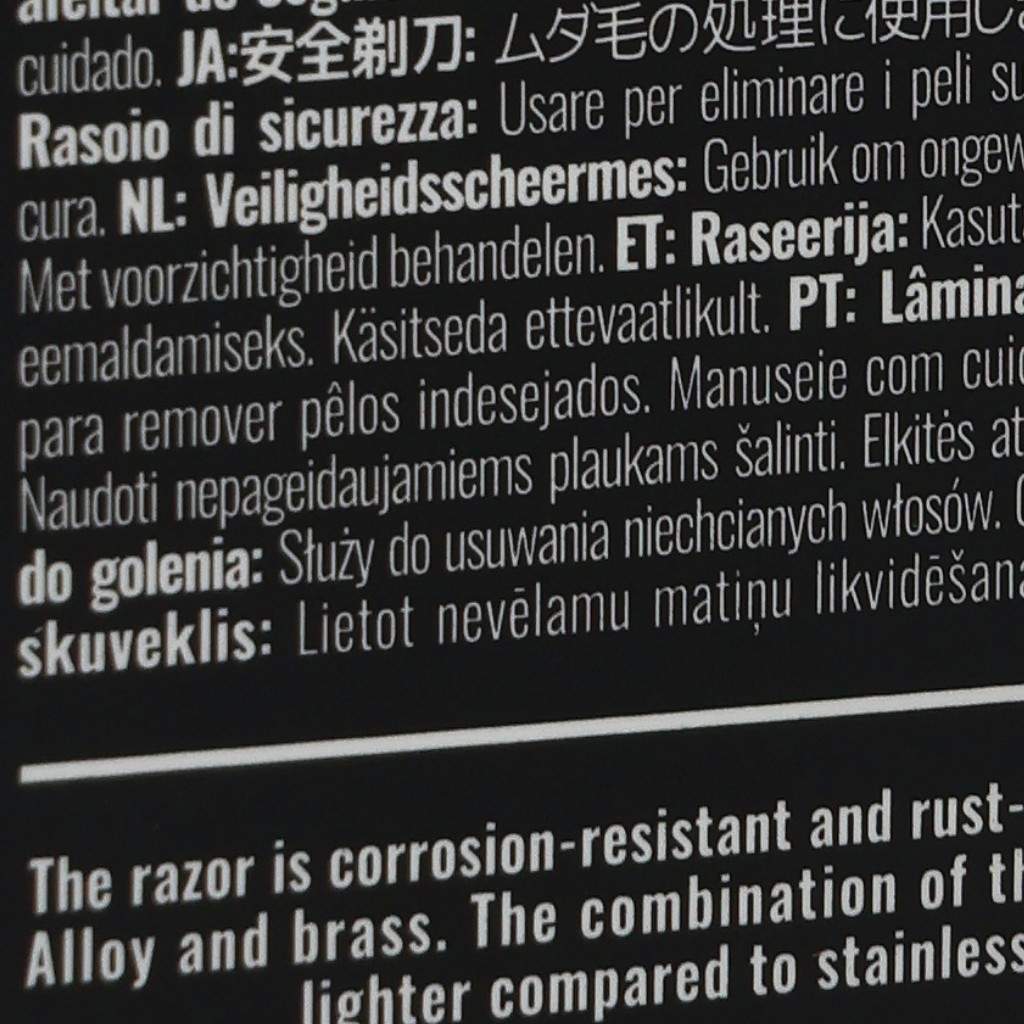 afeitar de
cuidado. JA:安全剃刀: ムダ毛の処理に使用し
Rasoio di sicurezza: Usare per eliminare i peli su
cura. NL: Veiligheidsscheermes: Gebruik om ongew
Met voorzichtigheid behandelen. ET: Raseerija: Kasuta
eemaldamiseks. Käsitseda ettevaatlikult. PT: Lâmina
para remover pêlos indesejados. Manuseie com cuid
Naudoti nepageidaujamiems plaukams šalinti. Elkitės at
do golenia: Służy do usuwania niechcianych włosów.
skuveklis: Lietot nevēlamu matiņu likvidēšana
The razor is corrosion-resistant and rust-
Alloy and brass. The combination of th
lighter compared to stainless